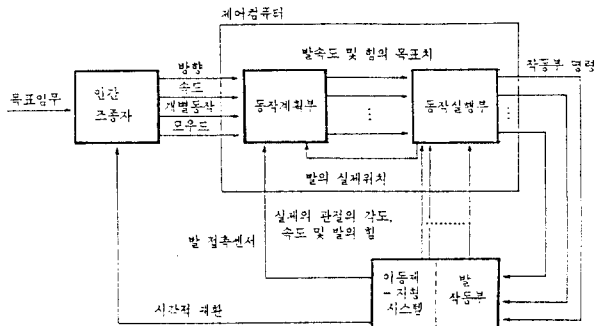 제어컴퓨터
발속도 및 힘의 목표치
작동부 명령
방향
속도
개별동작
모우드
목표임무
인간
조종자
동작계획부
동작실행부
발의 실제위치
실제의 관절의 각도,
속도 및 발의 힘
발 접촉센서
이동체
-지형
시스템
발
작동부
시간적 궤환